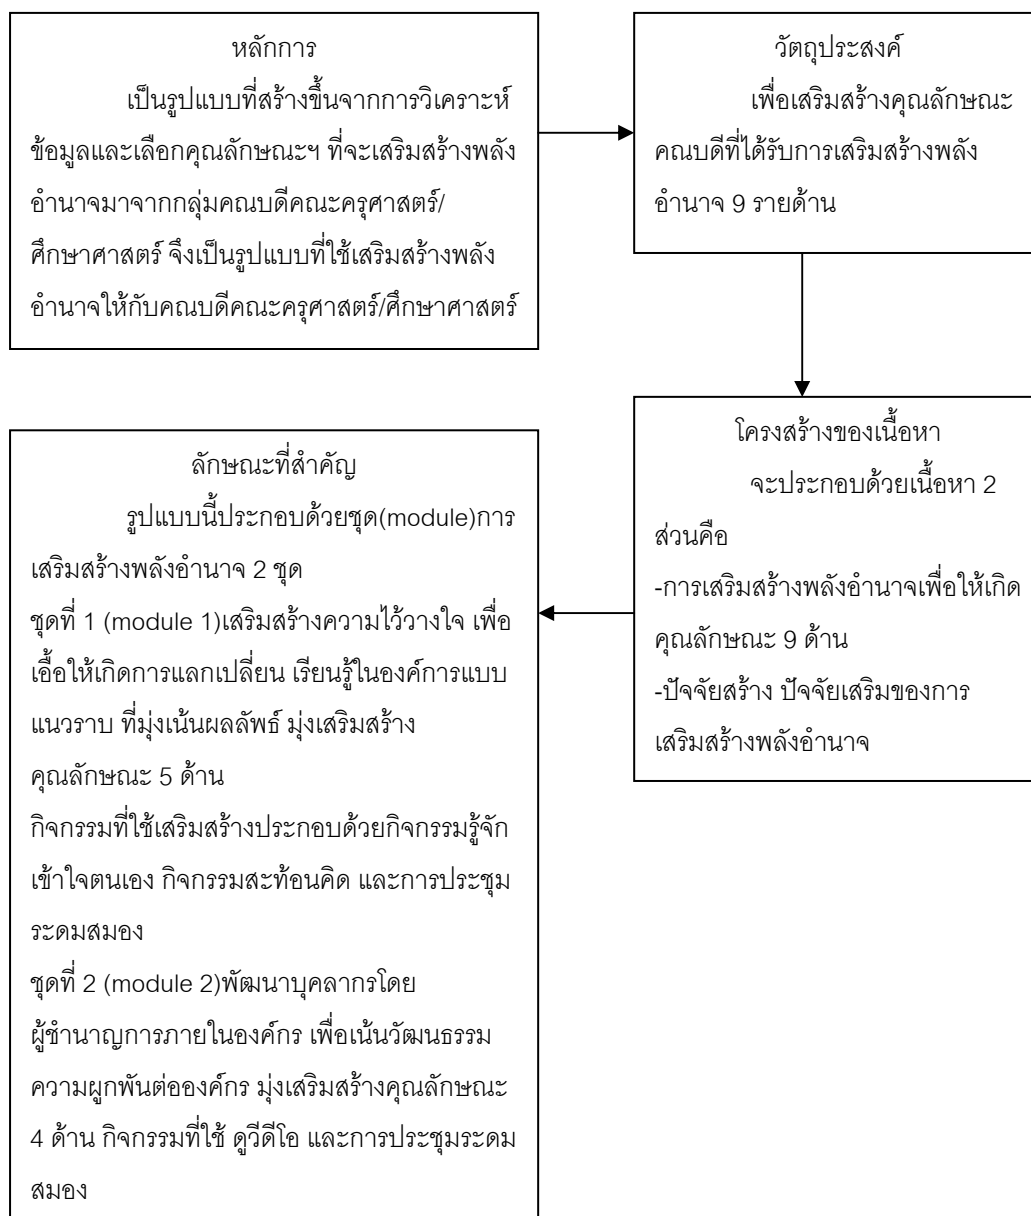 หลักการ
เป็นรูปแบบที่สร้างขึ้นจากการวิเคราะห์
ข้อมูลและเลือกคุณลักษณะฯ ที่จะเสริมสร้างพลัง
อำนาจมาจากกลุ่มคณบดีคณะครุศาสตร์/
ศึกษาศาสตร์ จึงเป็นรูปแบบที่ใช้เสริมสร้างพลัง
อำนาจให้กับคณบดีคณะครุศาสตร์/ศึกษาศาสตร์
วัตถุประสงค์
เพื่อเสริมสร้างคุณลักษณะ
คณบดีที่ได้รับการเสริมสร้างพลัง
อำนาจ 9 รายด้าน
โครงสร้างของเนื้อหา
จะประกอบด้วยเนื้อหา 2
ส่วนคือ
-การเสริมสร้างพลังอำนาจเพื่อให้เกิด
คุณลักษณะ 9 ด้าน
-ปัจจัยสร้าง ปัจจัยเสริมของการ
เสริมสร้างพลังอำนาจ
ลักษณะที่สำคัญ
รูปแบบนี้ประกอบด้วยชุด(module)การ
เสริมสร้างพลังอำนาจ 2 ชุด
ชุดที่ 1 (module 1)เสริมสร้างความไว้วางใจ เพื่อ
เอื้อให้เกิดการแลกเปลี่ยน เรียนรู้ในองค์การแบบ
แนวราบ ที่มุ่งเน้นผลลัพธ์ มุ่งเสริมสร้าง
คุณลักษณะ 5 ด้าน
กิจกรรมที่ใช้เสริมสร้างประกอบด้วยกิจกรรมรู้จัก
เข้าใจตนเอง กิจกรรมสะท้อนคิด และการประชุม
ระดมสมอง
ชุดที่ 2 (module 2)พัฒนาบุคลากรโดย
ผู้ชำนาญการภายในองค์กร เพื่อเน้นวัฒนธรรม
ความผูกพันต่อองค์กร มุ่งเสริมสร้างคุณลักษณะ
4 ด้าน กิจกรรมที่ใช้ ดูวีดีโอ และการประชุมระดม
สมอง